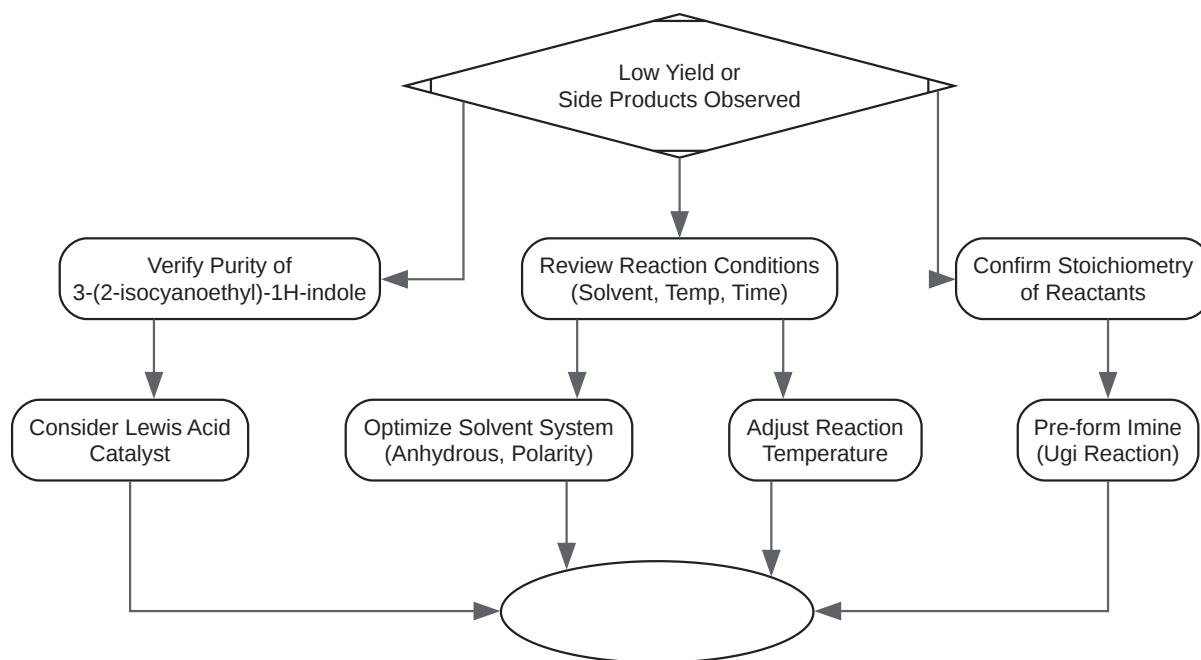 Low Yield or
Side Products Observed
Verify Purity of
3-(2-isocyanoethyl)-1H-indole
Review Reaction Conditions
(Solvent, Temp, Time)
Confirm Stoichiometry
of Reactants
Consider Lewis Acid
Catalyst
Optimize Solvent System
(Anhydrous, Polarity)
Adjust Reaction
Temperature
Pre-form Imine
(Ugi Reaction)